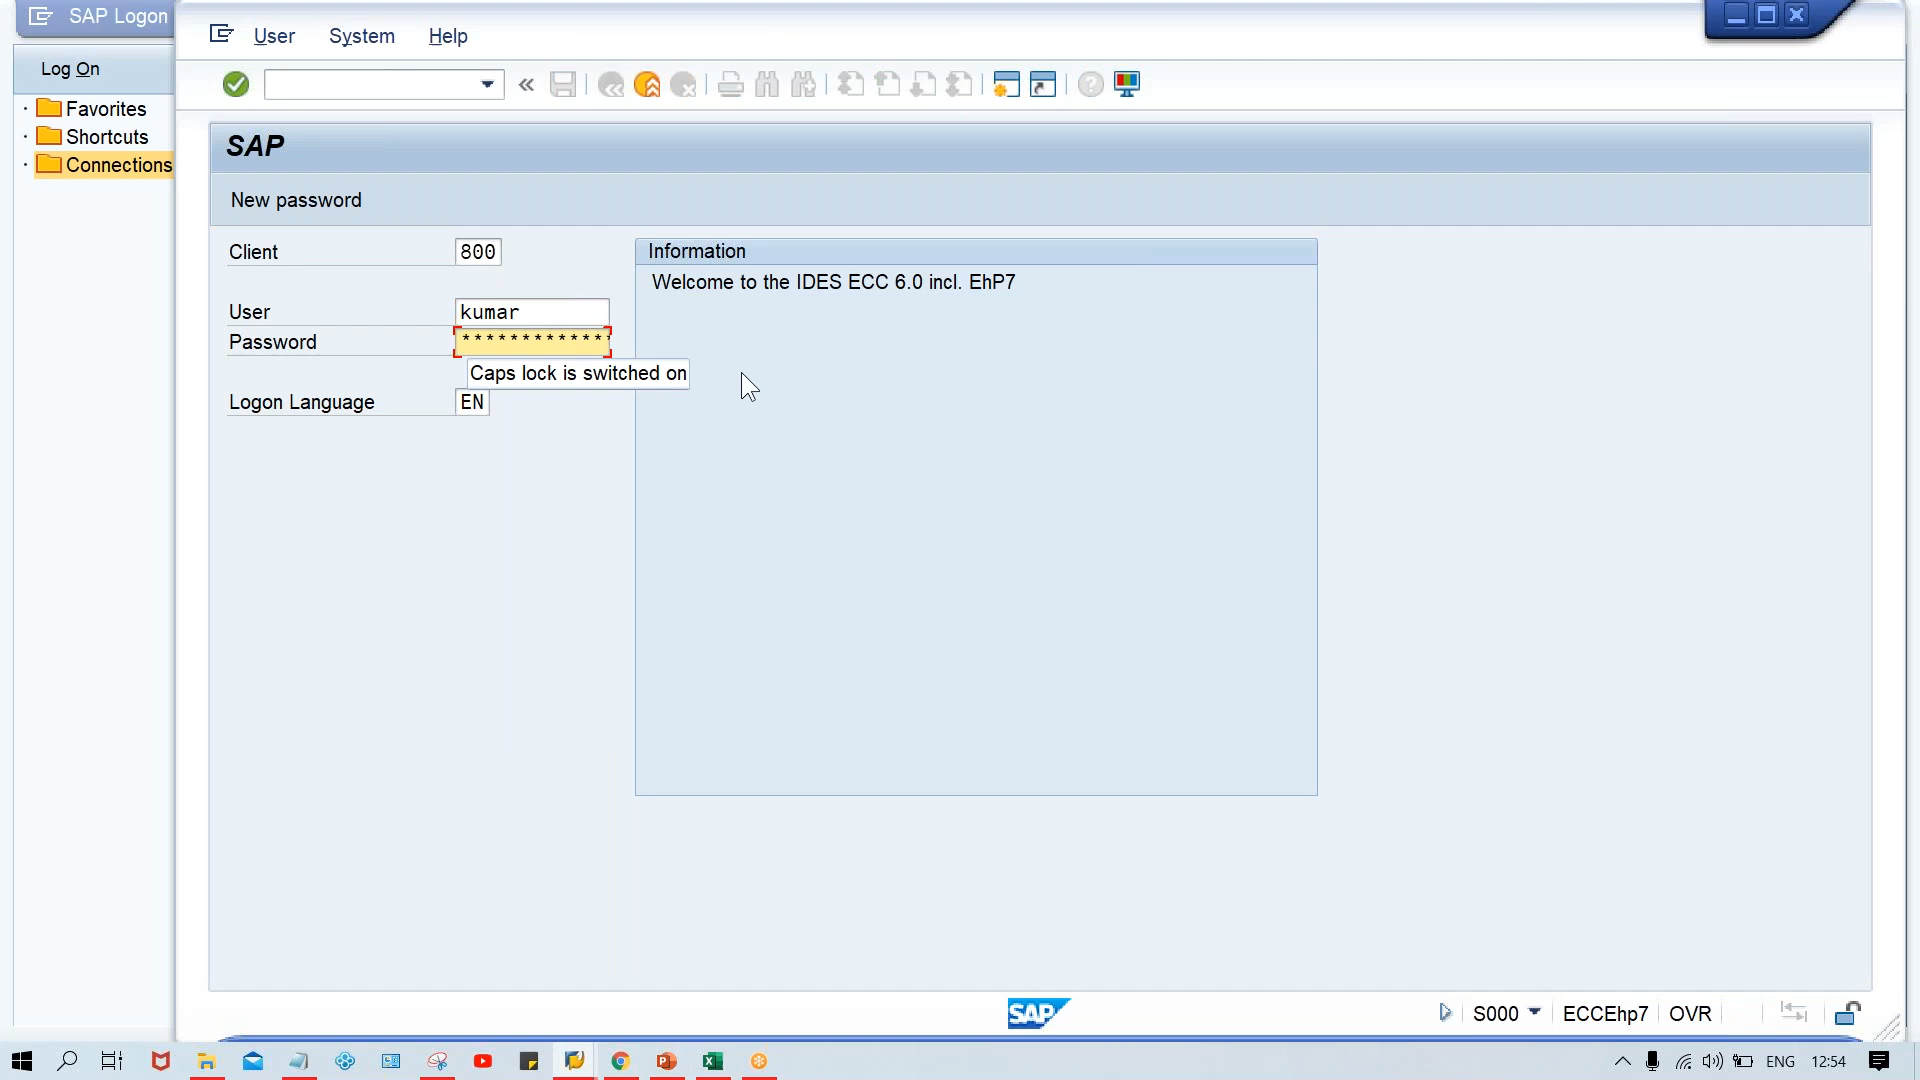 SAP Logon
User System Help
Log On
Favorites
Shortcuts
Connections
SAP
New password
Client 800
User kumar
Password *************
Caps lock is switched on
Logon Language EN
Information
Welcome to the IDES ECC 6.0 incl. EhP7
SAP
S000 ECCEhp7 OVR
ENG 12:54